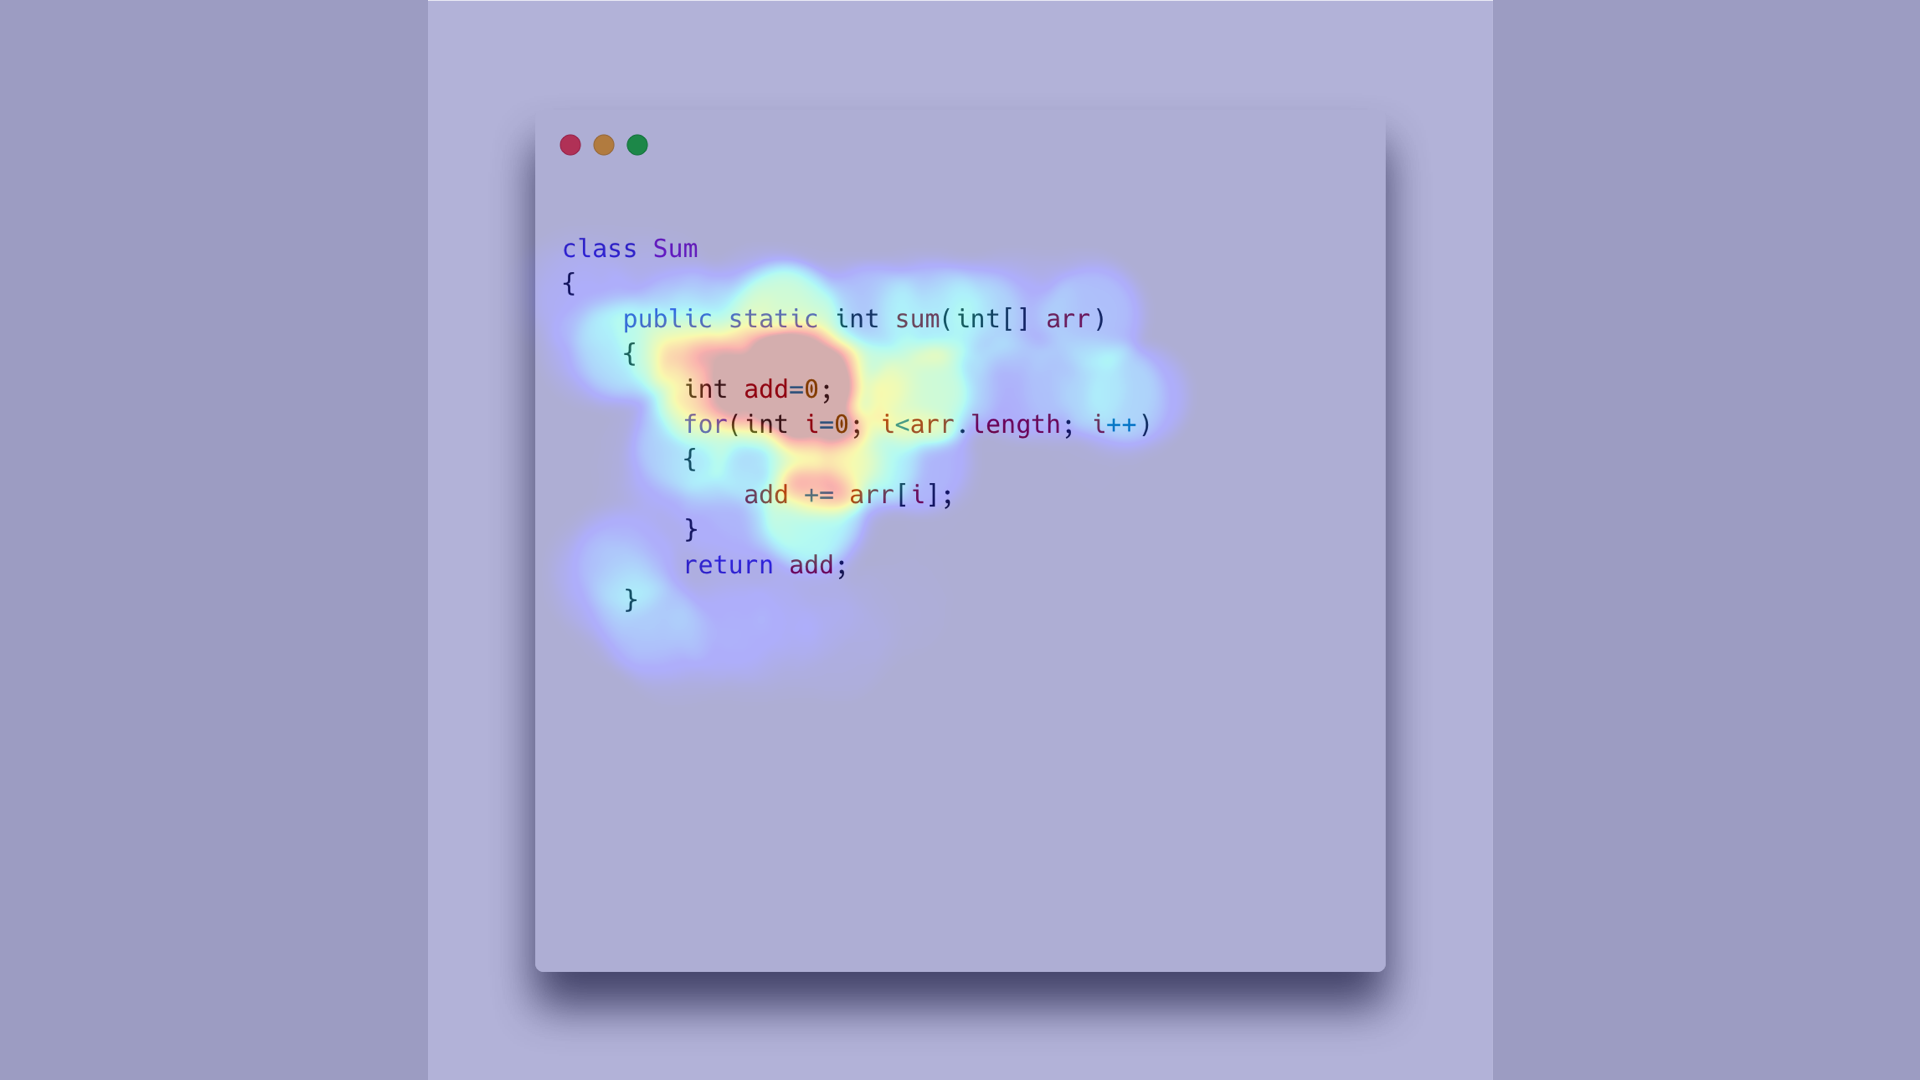 class Sum
{
    public static int sum(int[] arr)
    {
        int add=0;
        for(int i=0; i<arr.length; i++)
        {
            add += arr[i];
        }
        return add;
    }